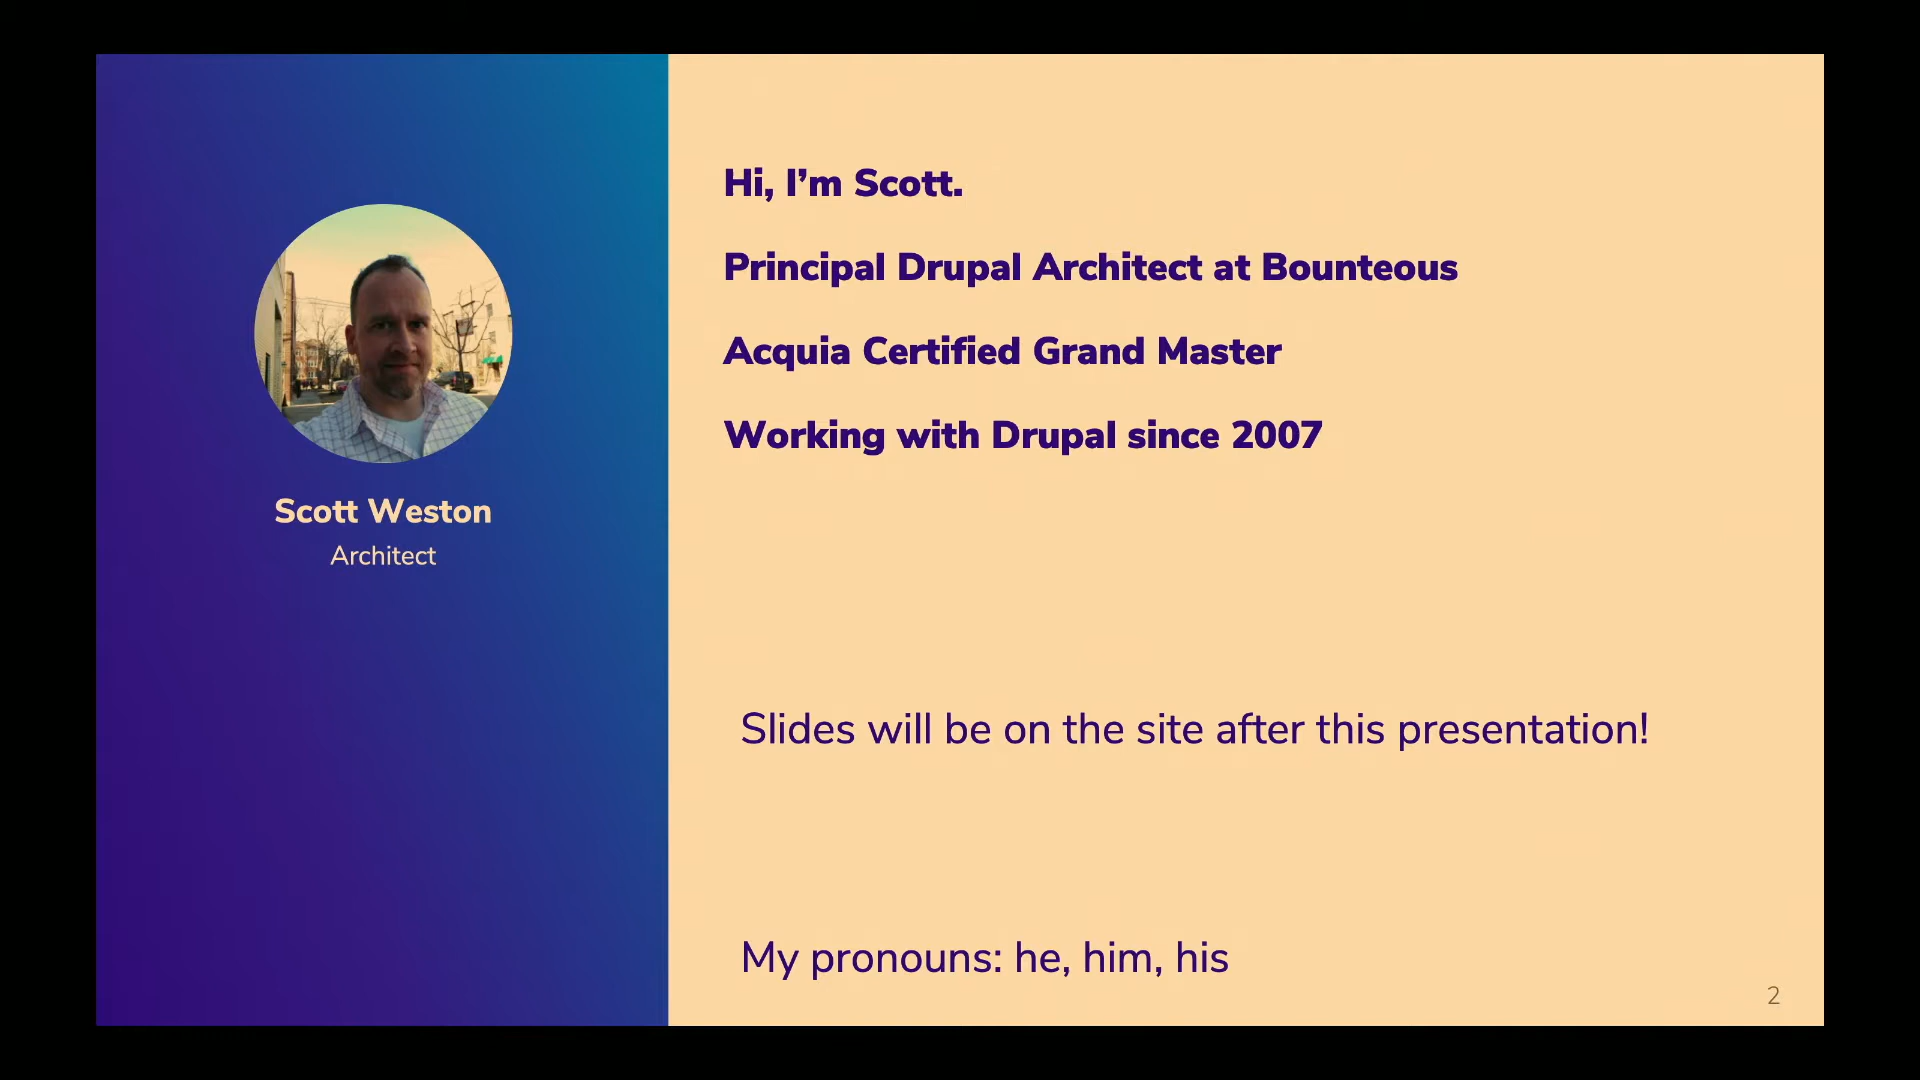 Scott Weston
Architect
Hi, I’m Scott.
Principal Drupal Architect at Bounteous
Acquia Certified Grand Master
Working with Drupal since 2007
Slides will be on the site after this presentation!
My pronouns: he, him, his
2